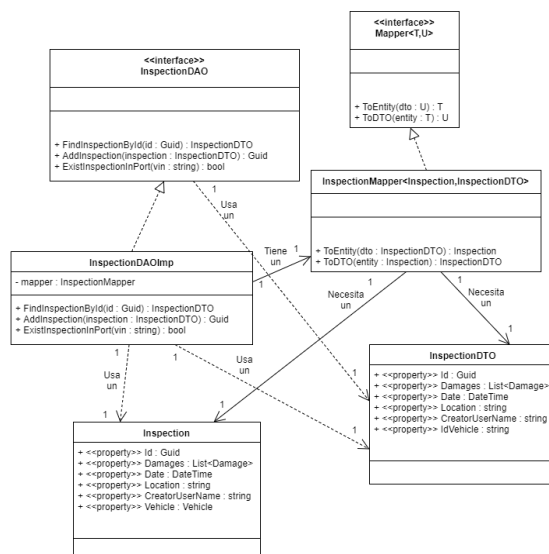 <<interface>>
Mapper<T,U>
+ ToEntity(dto : U) : T
+ ToDTO(entity : T) : U
<<interface>>
InspectionDAO
+ FindInspectionById(id : Guid) : InspectionDTO
+ AddInspection(inspection : InspectionDTO) : Guid
+ ExistInspectionInPort(vin : string) : bool
InspectionMapper<Inspection,InspectionDTO>
+ ToEntity(dto : InspectionDTO) : Inspection
+ ToDTO(entity : Inspection) : InspectionDTO
1
Usa
un
1
InspectionDAOImp
- mapper : InspectionMapper
+ FindInspectionById(id : Guid) : InspectionDTO
+ AddInspection(inspection : InspectionDTO) : Guid
+ ExistInspectionInPort(vin : string) : bool
Tiene
un
1
1
1
Necesita
un
1
1
Necesita
un
1
1
Usa
un
1
1
Usa
un
1
InspectionDTO
+ <<property>> Id : Guid
+ <<property>> Damages : List<Damage>
+ <<property>> Date : DateTime
+ <<property>> Location : string
+ <<property>> CreatorUserName : string
+ <<property>> IdVehicle : string
Inspection
+ <<property>> Id : Guid
+ <<property>> Damages : List<Damage>
+ <<property>> Date : DateTime
+ <<property>> Location : string
+ <<property>> CreatorUserName : string
+ <<property>> Vehicle : Vehicle